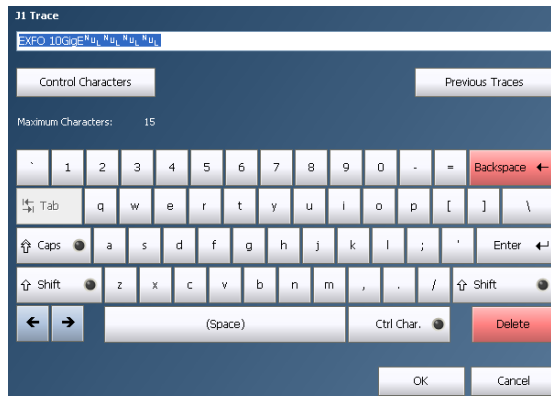 J1 Trace
EXFO 10GigE␀ ␀ ␀ ␀
Control Characters Previous Traces
Maximum Characters: 15
` 1 2 3 4 5 6 7 8 9 0 - = Backspace ←
Tab q w e r t y u i o p [ ] \
⇧ Caps a s d f g h j k l ; ' Enter ↵
⇧ Shift z x c v b n m , . / ⇧ Shift
← → (Space) Ctrl Char. Delete
OK Cancel